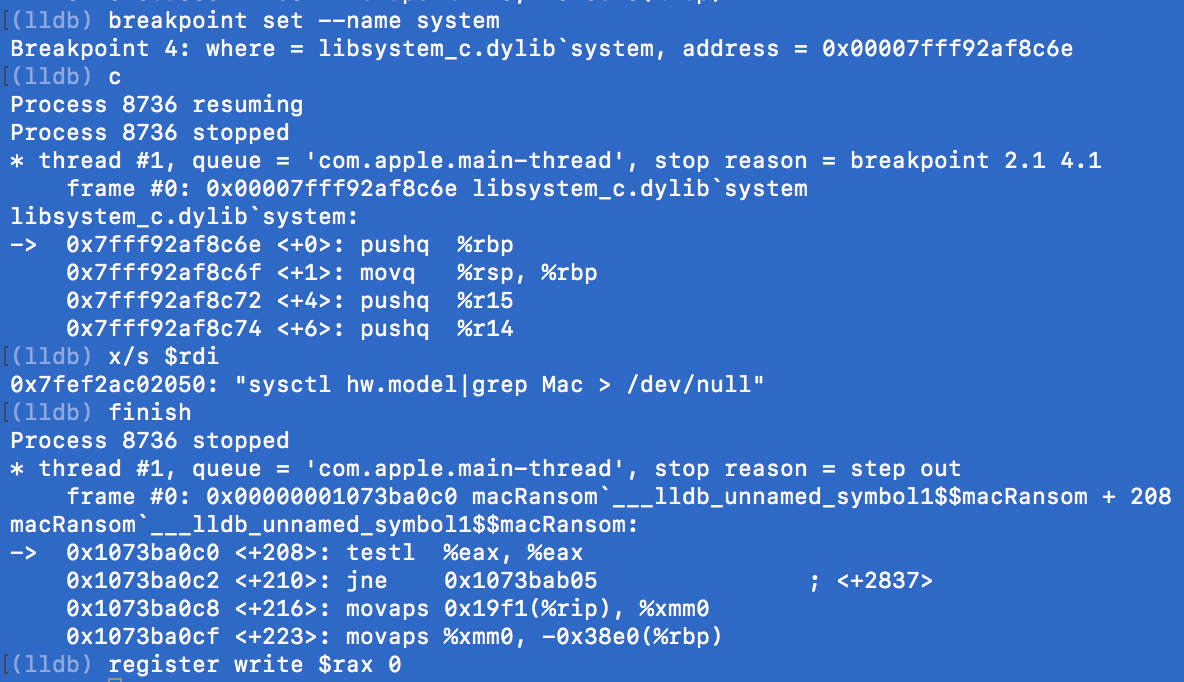 [(lldb) breakpoint set --name system
Breakpoint 4: where = libsystem_c.dylib`system, address = 0x00007fff92af8c6e
[(lldb) c
Process 8736 resuming
Process 8736 stopped
* thread #1, queue = 'com.apple.main-thread', stop reason = breakpoint 2.1 4.1
    frame #0: 0x00007fff92af8c6e libsystem_c.dylib`system
libsystem_c.dylib`system:
->  0x7fff92af8c6e <+0>: pushq  %rbp
    0x7fff92af8c6f <+1>: movq   %rsp, %rbp
    0x7fff92af8c72 <+4>: pushq  %r15
    0x7fff92af8c74 <+6>: pushq  %r14
[(lldb) x/s $rdi
0x7fef2ac02050: "sysctl hw.model|grep Mac > /dev/null"
[(lldb) finish
Process 8736 stopped
* thread #1, queue = 'com.apple.main-thread', stop reason = step out
    frame #0: 0x00000001073ba0c0 macRansom`___lldb_unnamed_symbol1$$macRansom + 208
macRansom`___lldb_unnamed_symbol1$$macRansom:
->  0x1073ba0c0 <+208>: testl  %eax, %eax
    0x1073ba0c2 <+210>: jne    0x1073bab05               ; <+2837>
    0x1073ba0c8 <+216>: movaps 0x19f1(%rip), %xmm0
    0x1073ba0cf <+223>: movaps %xmm0, -0x38e0(%rbp)
[(lldb) register write $rax 0